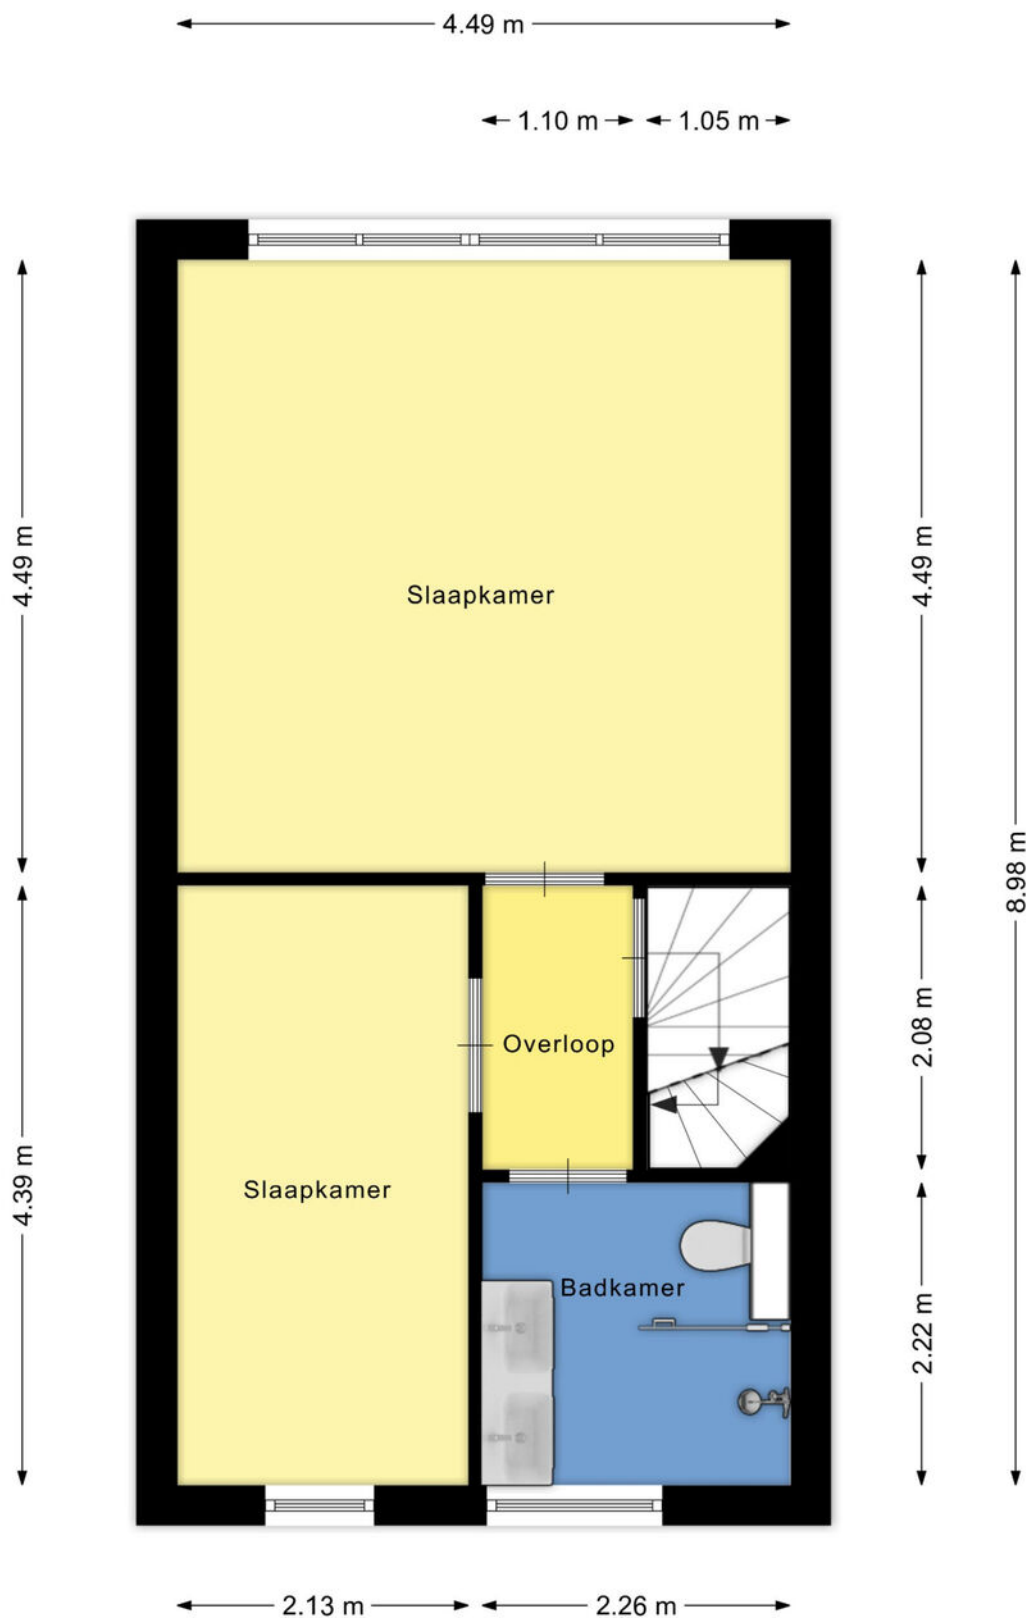 4.49 m
1.10 m
1.05 m
4.49 m
4.49 m
8.98 m
Slaapkamer
2.08 m
Overloop
4.39 m
Slaapkamer
Badkamer
2.22 m
2.13 m
2.26 m